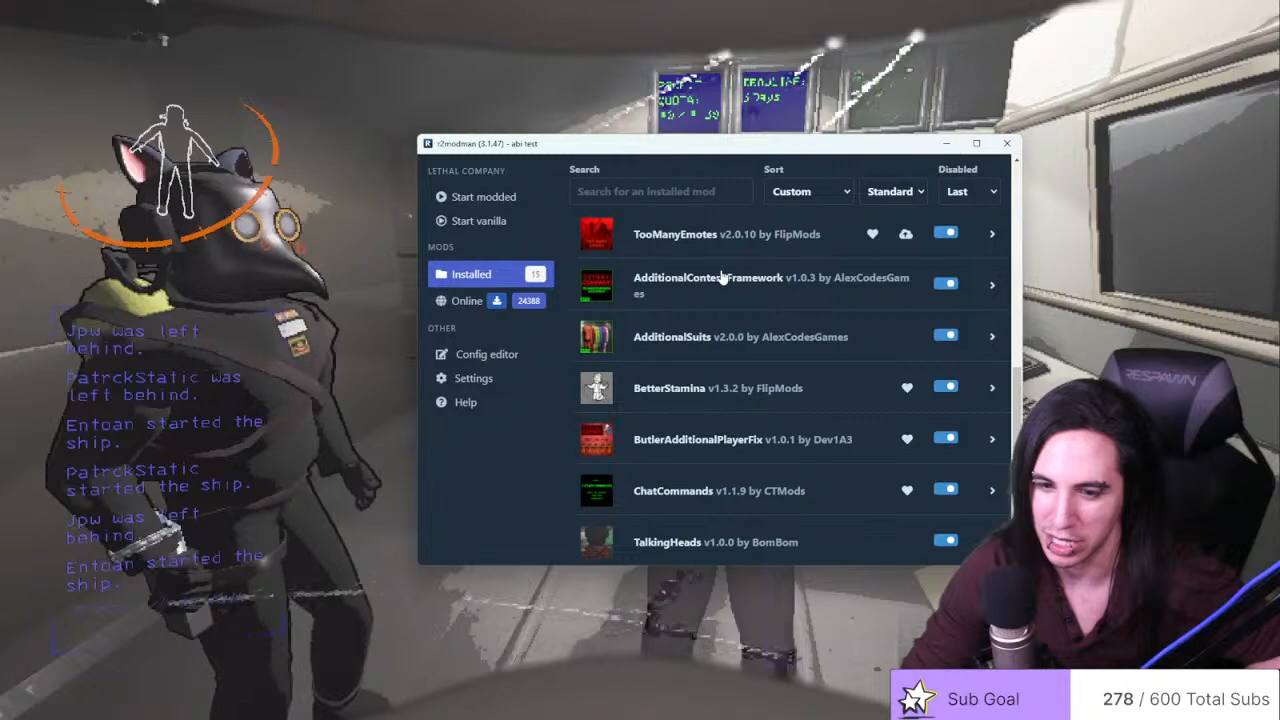 DEADLINE:
QUOTA:
r2modman (3.1.47) - abi test
LETHAL COMPANY
Start modded
Start vanilla
MODS
Installed 15
Online 24388
OTHER
Config editor
Settings
Help
Search Sort Disabled
Search for an installed mod Custom Standard Last
TooManyEmotes v2.0.10 by FlipMods
v1.0.3 by AlexCodesGam
es
AdditionalSuits v2.0.0 by AlexCodesGames
BetterStamina v1.3.2 by FlipMods
ButlerAdditionalPlayerFix v1.0.1 by Dev1A3
ChatCommands v1.1.9 by CTMods
TalkingHeads v1.0.0 by BomBom
Jpw was left
behind.
PatrckStatic was
left behind.
Entoan started the
ship.
PatrckStatic
started the ship.
Jpw was left
behind.
Entoan started the
ship.
RESPAWN
Sub Goal 278 / 600 Total Subs